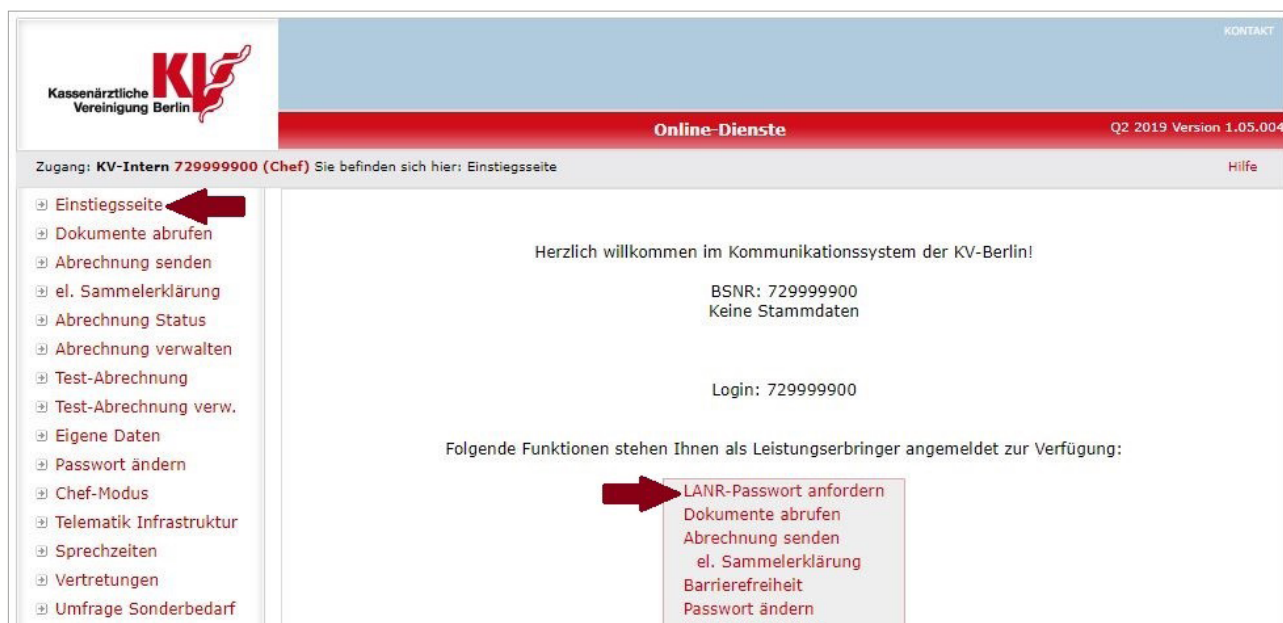 KONTAKT
Kassenärztliche
Vereinigung Berlin
KV
Online-Dienste
Q2 2019 Version 1.05.004
Zugang: KV-Intern 729999900 (Chef) Sie befinden sich hier: Einstiegsseite
Hilfe
Einstiegsseite
Dokumente abrufen
Abrechnung senden
el. Sammelerklärung
Abrechnung Status
Abrechnung verwalten
Test-Abrechnung
Test-Abrechnung verw.
Eigene Daten
Passwort ändern
Chef-Modus
Telematik Infrastruktur
Sprechzeiten
Vertretungen
Umfrage Sonderbedarf
Herzlich willkommen im Kommunikationssystem der KV-Berlin!
BSNR: 729999900
Keine Stammdaten
Login: 729999900
Folgende Funktionen stehen Ihnen als Leistungserbringer angemeldet zur Verfügung:
LANR-Passwort anfordern
Dokumente abrufen
Abrechnung senden
el. Sammelerklärung
Barrierefreiheit
Passwort ändern